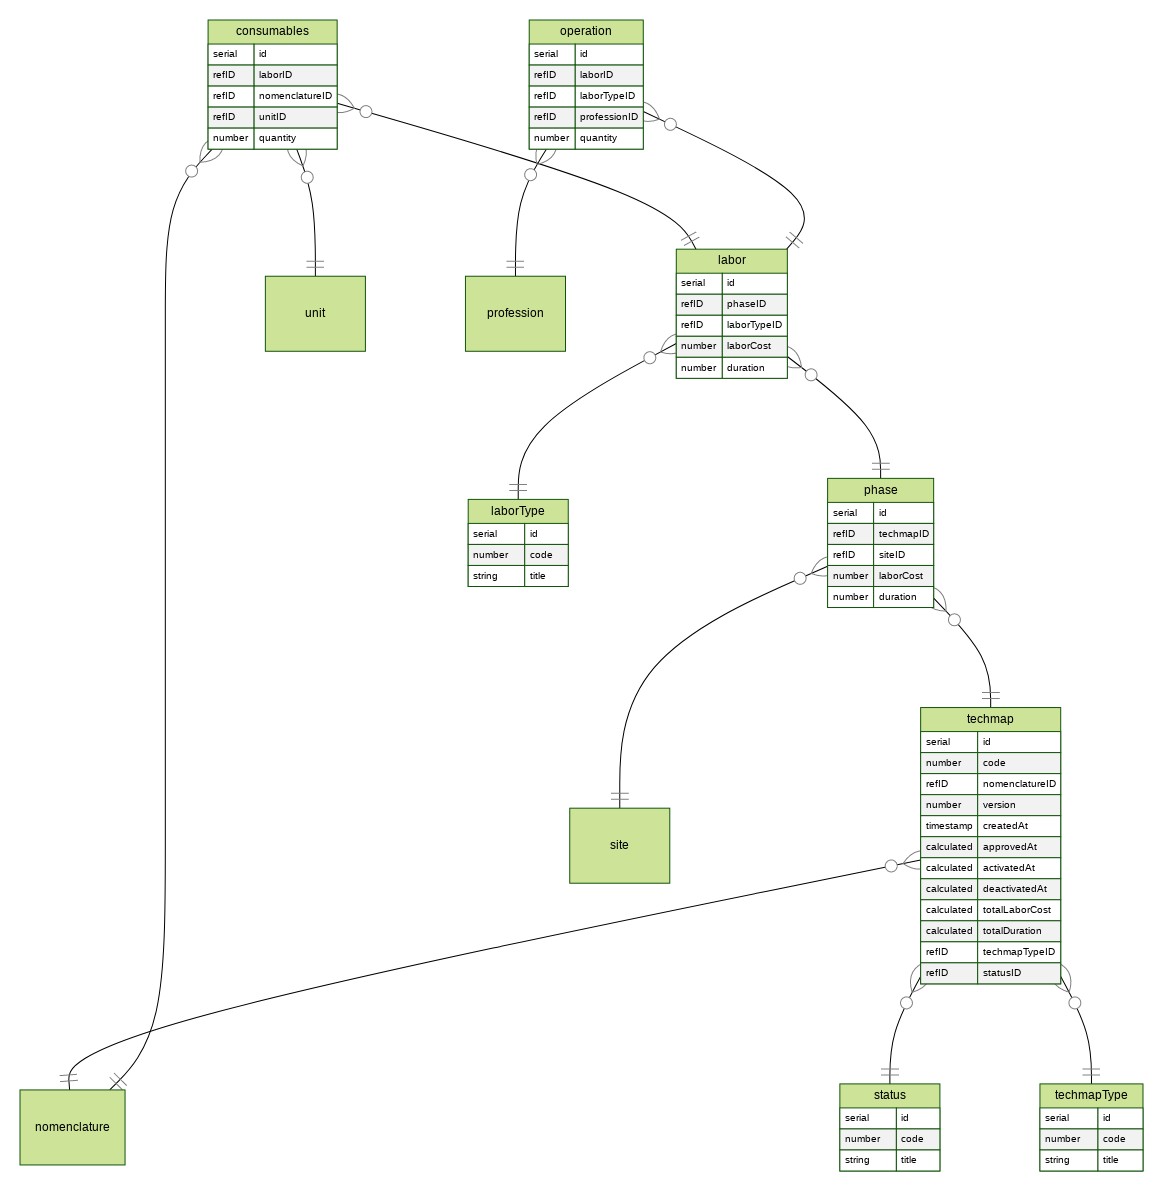 consumables
serial id
refID laborID
refID nomenclatureID
refID unitID
number quantity
operation
serial id
refID laborID
refID laborTypeID
refID professionID
number quantity
unit
profession
labor
serial id
refID phaseID
refID laborTypeID
number laborCost
number duration
laborType
serial id
number code
string title
phase
serial id
refID techmapID
refID siteID
number laborCost
number duration
site
techmap
serial id
number code
refID nomenclatureID
number version
timestamp createdAt
calculated approvedAt
calculated activatedAt
calculated deactivatedAt
calculated totalLaborCost
calculated totalDuration
refID techmapTypeID
refID statusID
nomenclature
status
serial id
number code
string title
techmapType
serial id
number code
string title